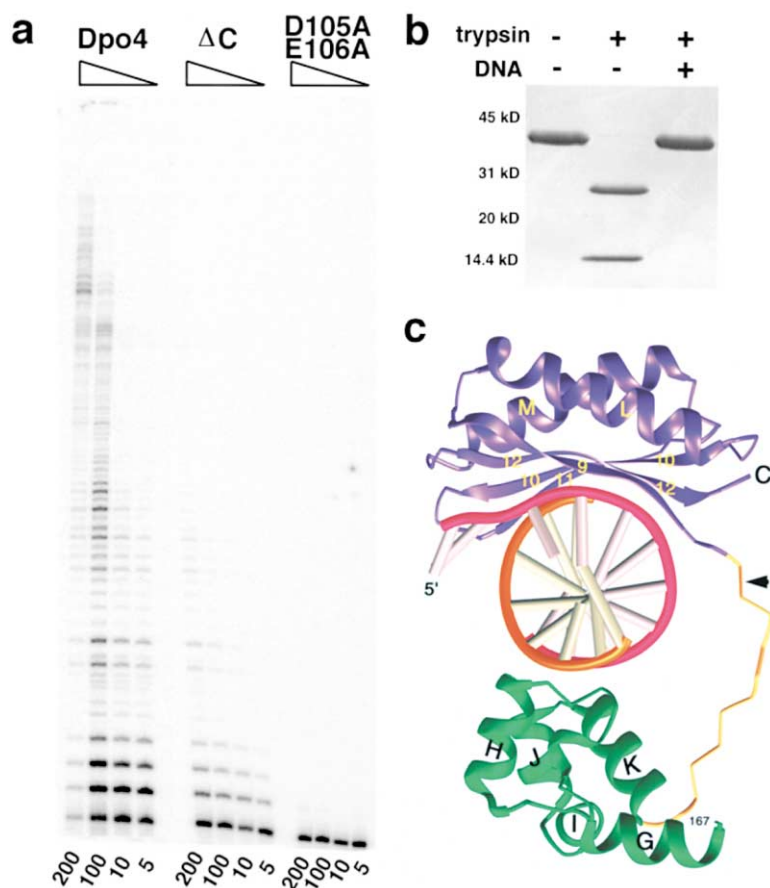 a
Dpo4 ΔC D105A
E106A
200 100 10 5 200 100 10 5 200 100 10 5
b
trypsin - + +
DNA - - +
45 kD
31 kD
20 kD
14.4 kD
c
M L
12 9 10
10 11 12 C
5'
H J K
I G 167